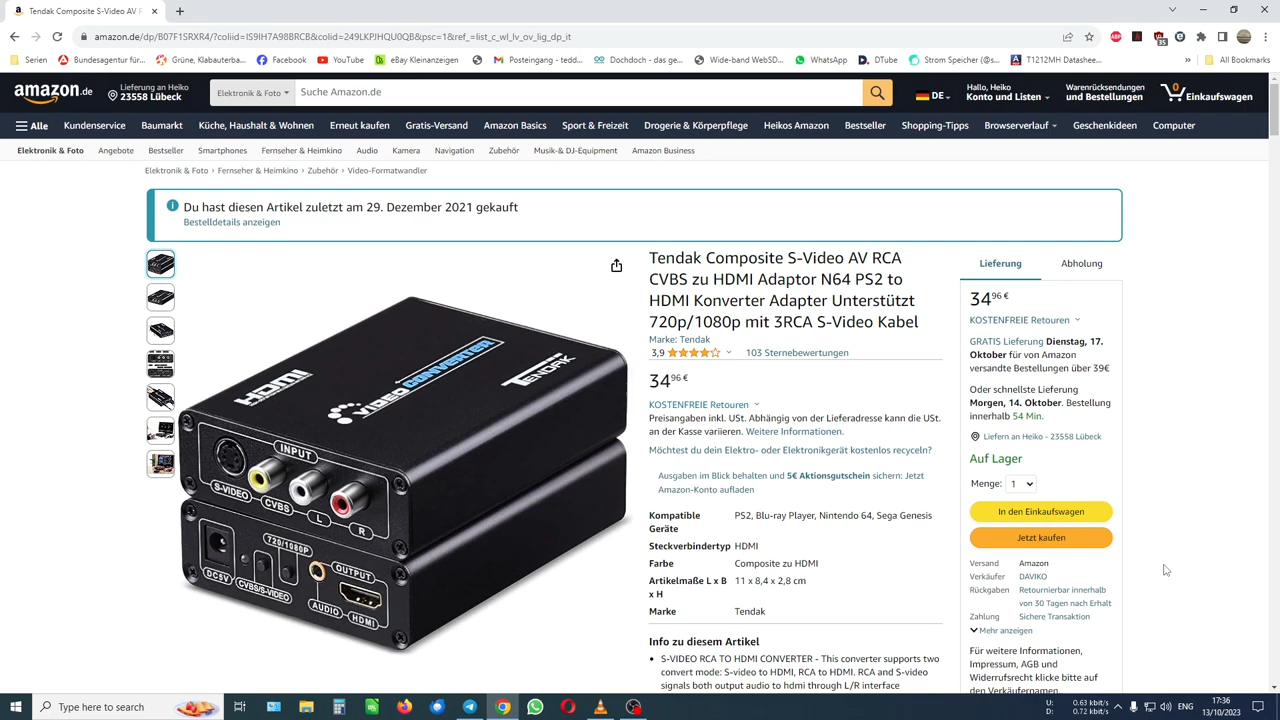 Tendak Composite S-Video AV RCA
amazon.de/dp/B07F1SRXR4/?coliid=IS9IH7A98BRCB&colid=249LKPJHQU0QB&psc=1&ref_=list_c_wl_lv_ov_lig_dp_it
Serien
Bundesagentur für...
Grüne, Klabäuterba...
Facebook
YouTube
eBay Kleinanzeigen
Posteingang - tedd...
Dochdoch - das ge...
Wide-band WebSD...
WhatsApp
DTube
Strom Speicher (@s...
T1212MH Datashee...
»
All Bookmarks
amazon.de
Lieferung an Heiko
23558 Lübeck
Elektronik & Foto
Suche Amazon.de
DE
Hallo, Heiko
Konto und Listen
Warenrücksendungen
und Bestellungen
0
Einkaufswagen
Alle
Kundenservice
Baumarkt
Küche, Haushalt & Wohnen
Erneut kaufen
Gratis-Versand
Amazon Basics
Sport & Freizeit
Drogerie & Körperpflege
Heikos Amazon
Bestseller
Shopping-Tipps
Browserverlauf
Geschenkideen
Computer
Elektronik & Foto
Angebote
Bestseller
Smartphones
Fernseher & Heimkino
Audio
Kamera
Navigation
Zubehör
Musik-& DJ-Equipment
Amazon Business
Elektronik & Foto › Fernseher & Heimkino › Zubehör › Video-Formatwandler
Du hast diesen Artikel zuletzt am 29. Dezember 2021 gekauft
Bestelldetails anzeigen
HDMI
VIDEO CONVERTER
TENDAK
INPUT
S-VIDEO
CVBS
L
R
720/1080P
OUTPUT
DC5V
CVBS/S-VIDEO
AUDIO
HDMI
Tendak Composite S-Video AV RCA
CVBS zu HDMI Adaptor N64 PS2 to
HDMI Konverter Adapter Unterstützt
720p/1080p mit 3RCA S-Video Kabel
Marke: Tendak
3,9
103 Sternebewertungen
34 96 €
KOSTENFREIE Retouren
Preisangaben inkl. USt. Abhängig von der Lieferadresse kann die USt.
an der Kasse variieren. Weitere Informationen.
Möchtest du dein Elektro- oder Elektronikgerät kostenlos recyceln?
Ausgaben im Blick behalten und 5€ Aktionsgutschein sichern: Jetzt
Amazon-Konto aufladen
Kompatible
Geräte
PS2, Blu-ray Player, Nintendo 64, Sega Genesis
Steckverbindertyp HDMI
Farbe Composite zu HDMI
Artikelmaße L x B
x H
11 x 8,4 x 2,8 cm
Marke Tendak
Info zu diesem Artikel
• S-VIDEO RCA TO HDMI CONVERTER - This converter supports two
convert mode: S-video to HDMI, RCA to HDMI. RCA and S-video
signals both output audio to hdmi through L/R interface
Lieferung
Abholung
34 96 €
KOSTENFREIE Retouren
GRATIS Lieferung Dienstag, 17.
Oktober für von Amazon
versandte Bestellungen über 39€
Oder schnellste Lieferung
Morgen, 14. Oktober. Bestellung
innerhalb 54 Min.
Liefern an Heiko - 23558 Lübeck
Auf Lager
Menge: 1
In den Einkaufswagen
Jetzt kaufen
Versand Amazon
Verkäufer DAVIKO
Rückgaben Retournierbar innerhalb
von 30 Tagen nach Erhalt
Zahlung Sichere Transaktion
Mehr anzeigen
Für weitere Informationen,
Impressum, AGB und
Widerrufsrecht klicke bitte auf
den Verkäufernamen.
Type here to search
U: 0.63 kbit/s
D: 0.72 kbit/s
ENG
17:36
13/10/2023